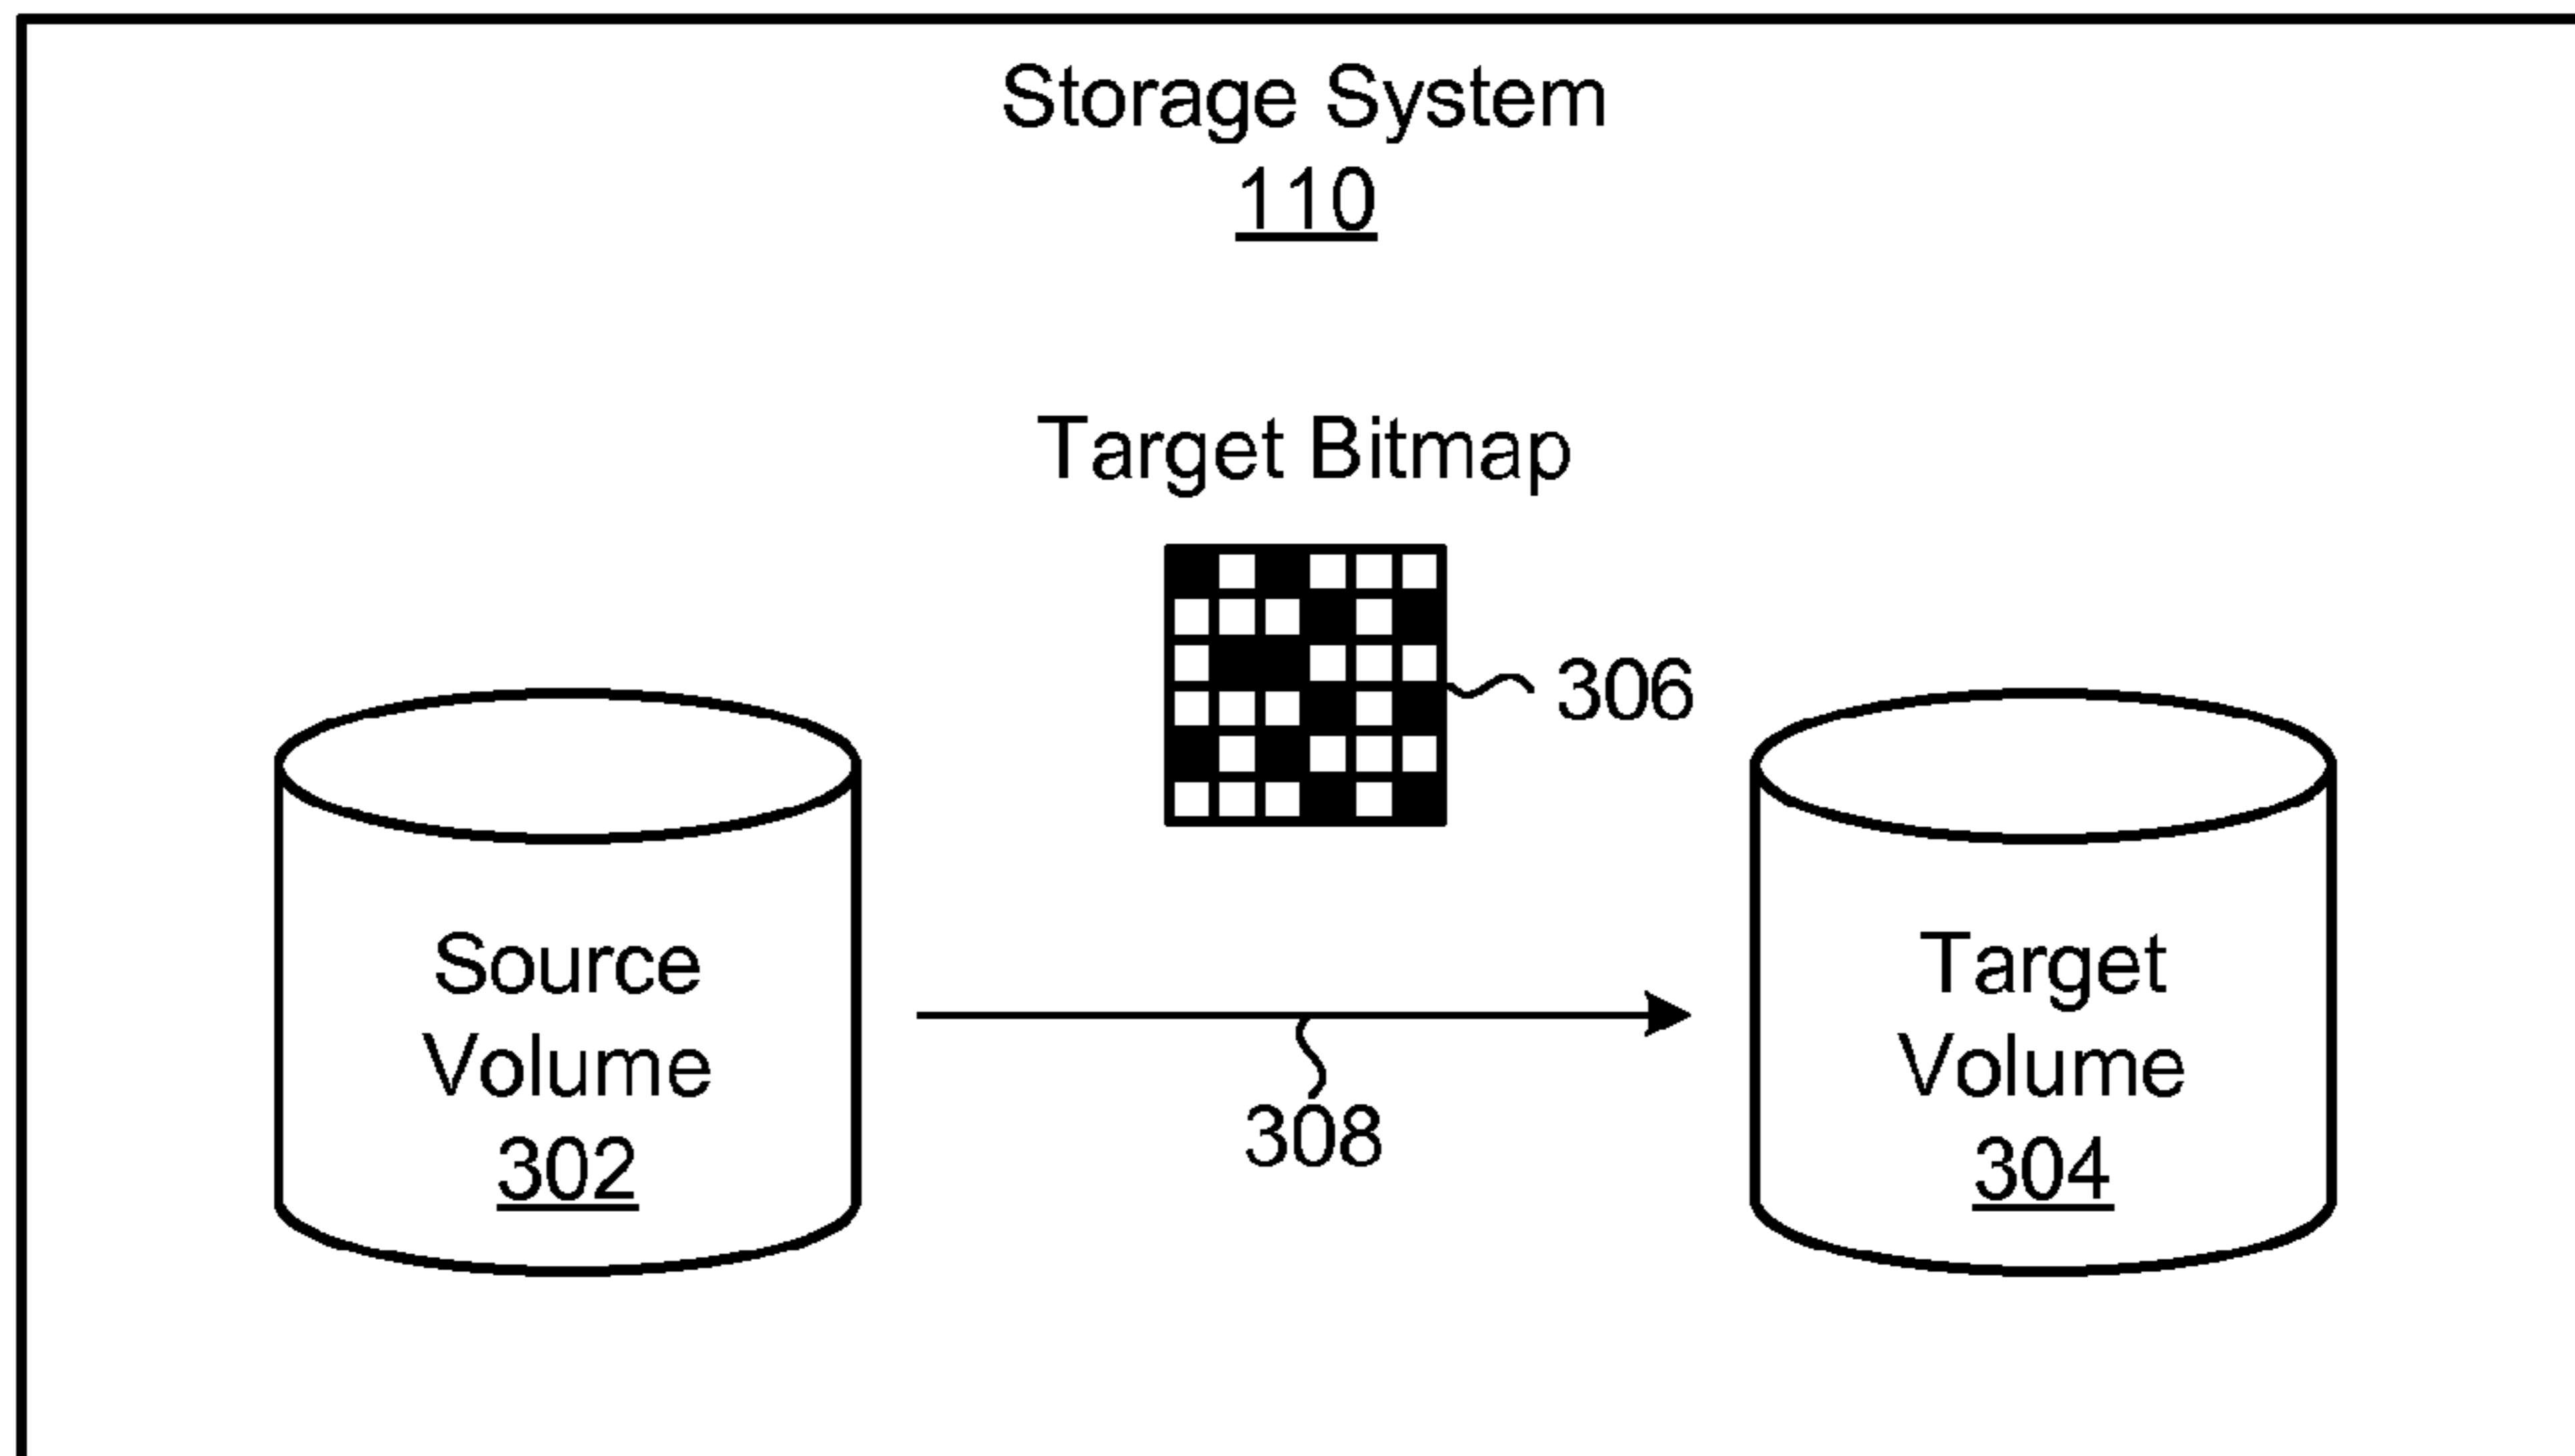 Storage System
110
Target Bitmap
306
Source
Volume
302
308
Target
Volume
304